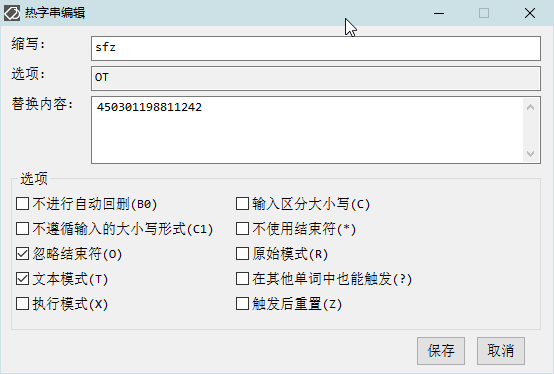 热字串编辑
缩写: sfz
选项: OT
替换内容: 450301198811242
选项
不进行自动回删(B0) 输入区分大小写(C)
不遵循输入的大小写形式(C1) 不使用结束符(*)
忽略结束符(O) 原始模式(R)
文本模式(T) 在其他单词中也能触发(?)
执行模式(X) 触发后重置(Z)
保存 取消